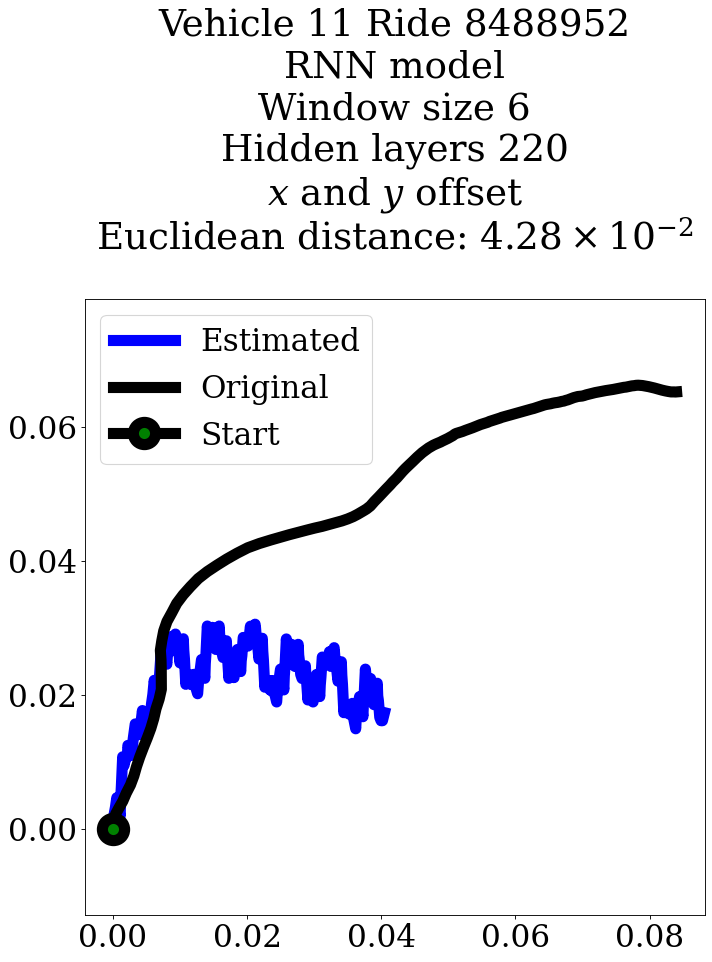 Vehicle 11 Ride 8488952
RNN model
Window size 6
Hidden layers 220
x and y offset
Euclidean distance: 4.28 × 10⁻²
Estimated
Original
Start
0.06
0.04
0.02
0.00
0.00 0.02 0.04 0.06 0.08